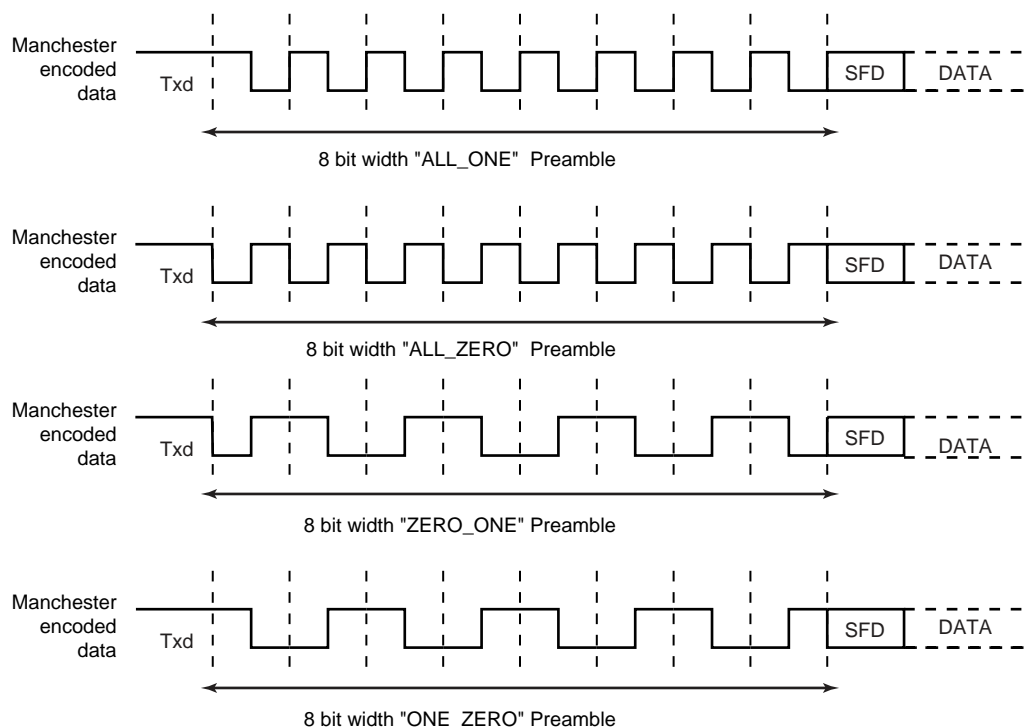 Manchester
encoded
data
Txd
SFD
DATA
8 bit width "ALL_ONE" Preamble
Manchester
encoded
data
Txd
SFD
DATA
8 bit width "ALL_ZERO" Preamble
Manchester
encoded
data
Txd
SFD
DATA
8 bit width "ZERO_ONE" Preamble
Manchester
encoded
data
Txd
SFD
DATA
8 bit width "ONE_ZERO" Preamble